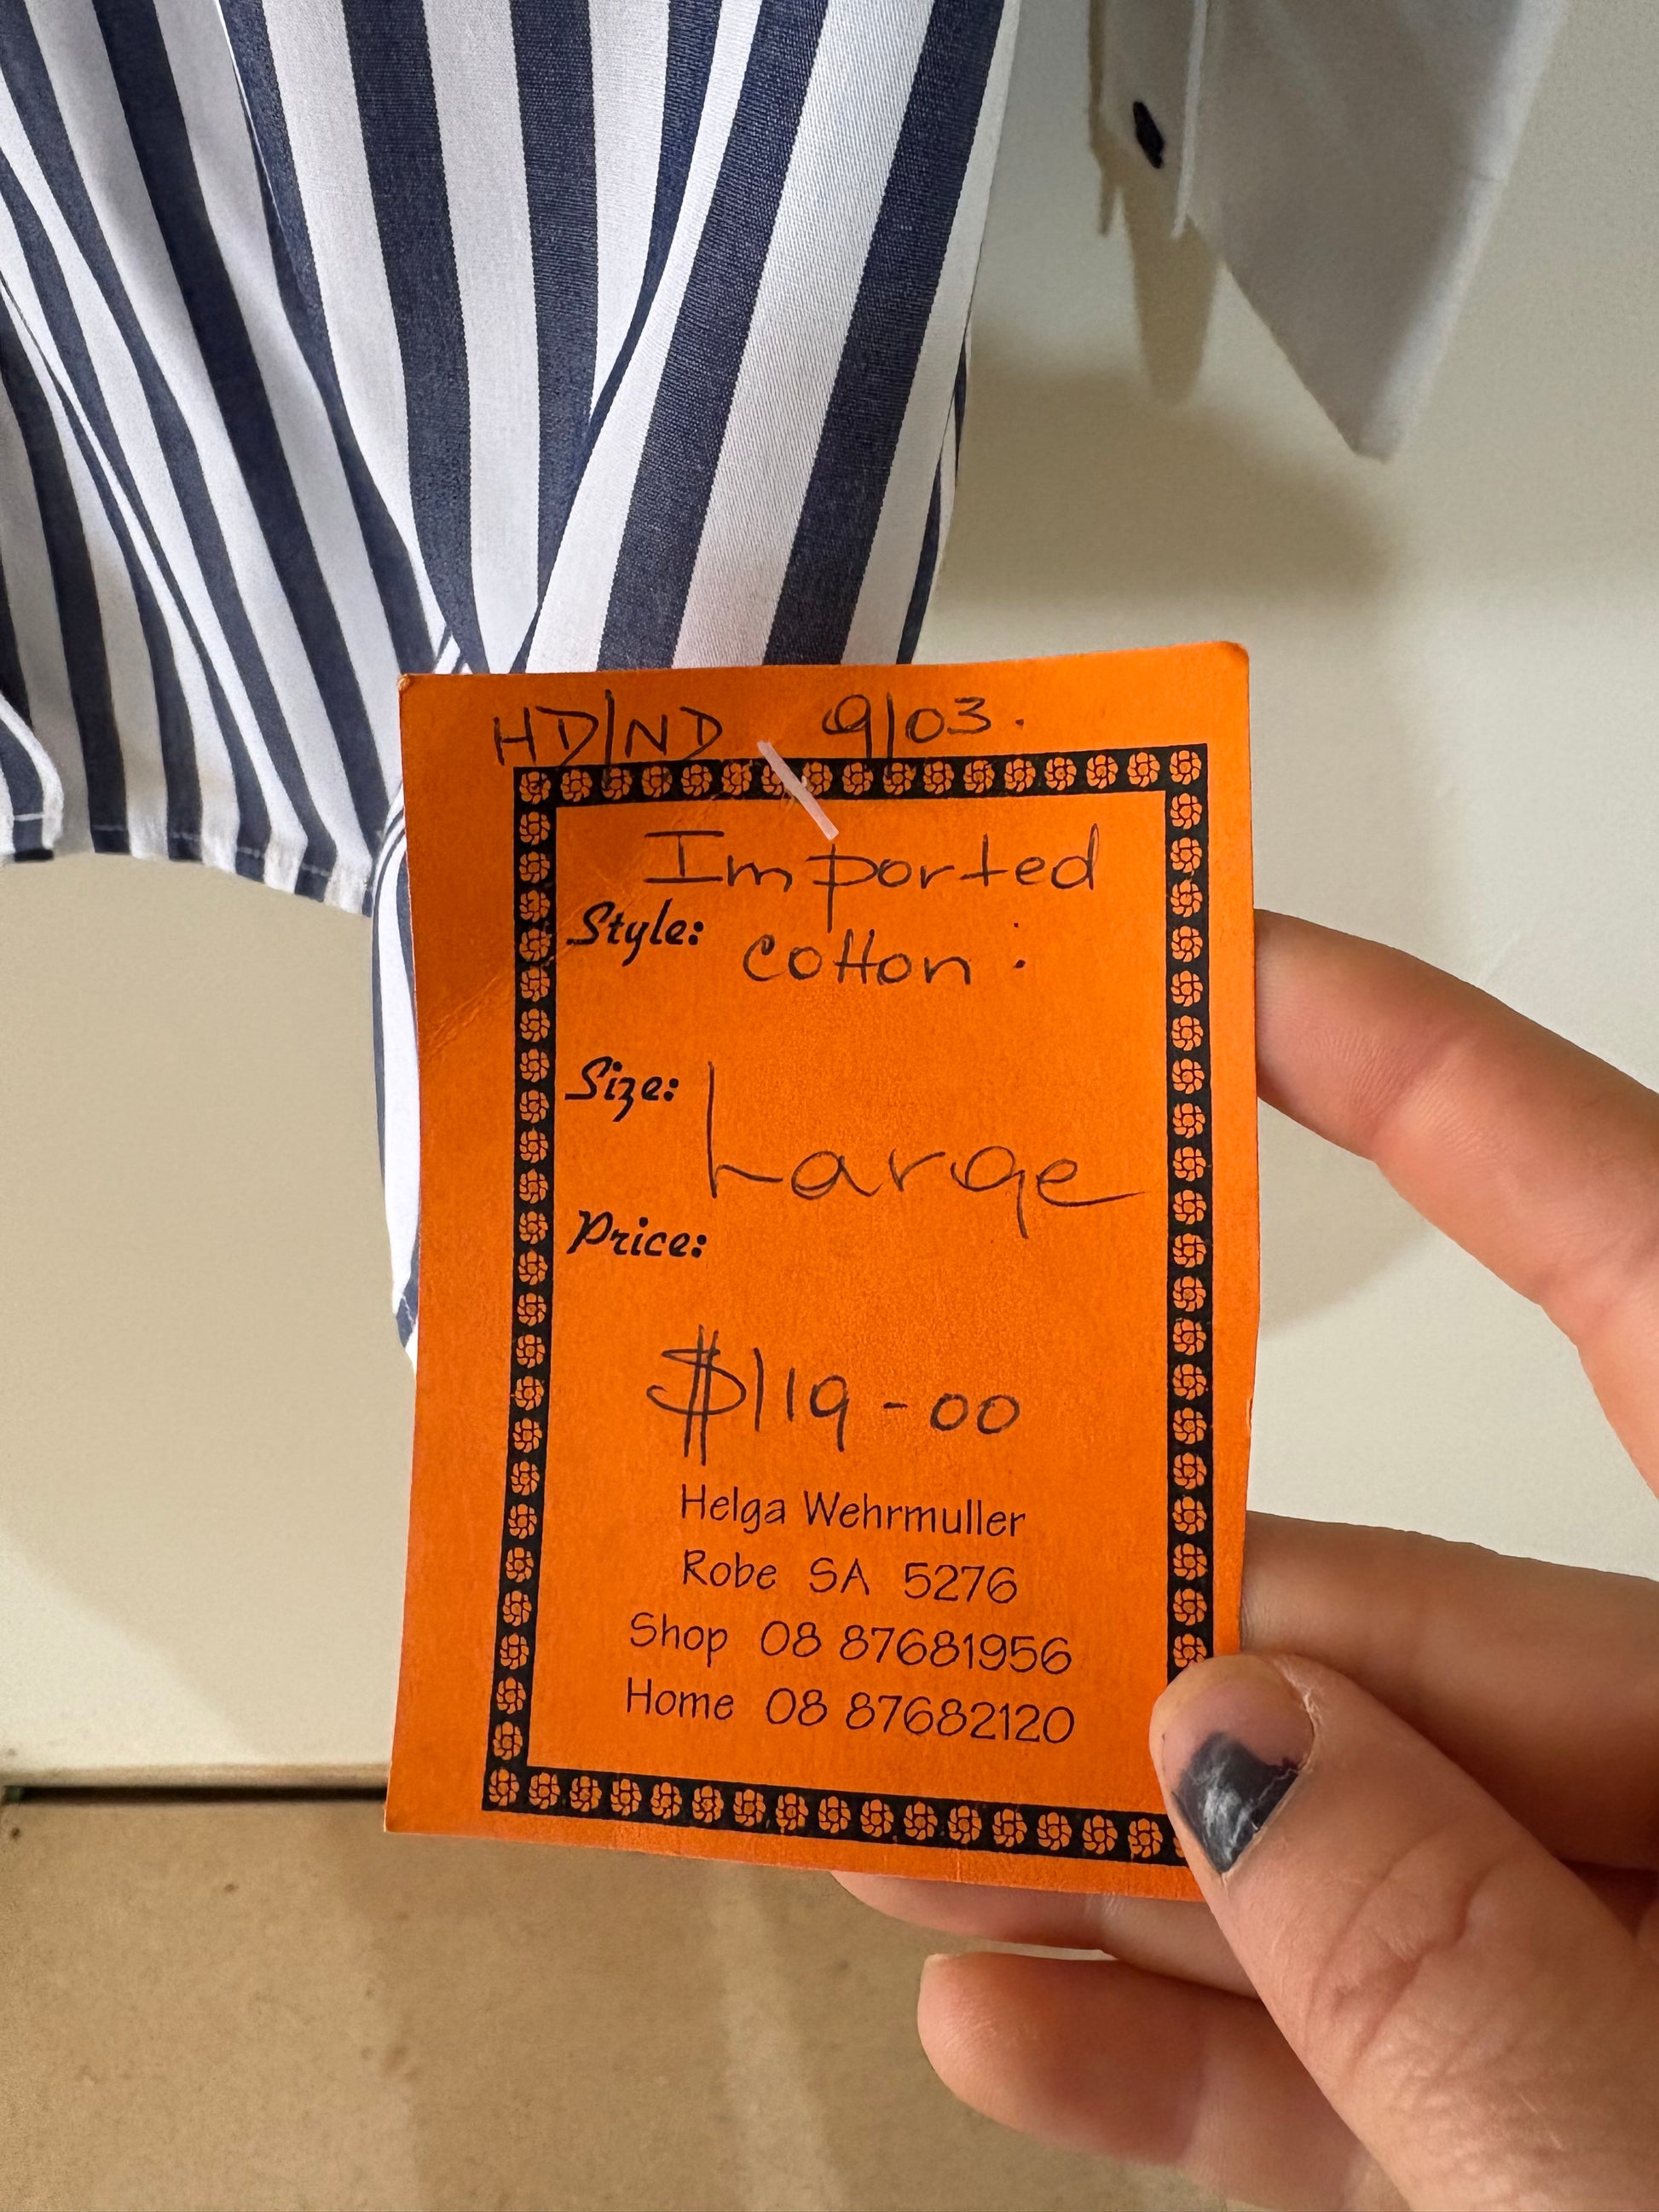 HD/ND 9/03.
Imported
Style: cotton.
Size:
Large
Price:
$119-00
Helga Wehrmuller
Robe SA 5276
Shop 08 87681956
Home 08 87682120